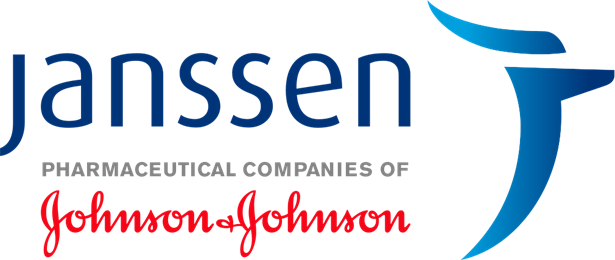 Janssen
PHARMACEUTICAL COMPANIES OF
Johnson & Johnson